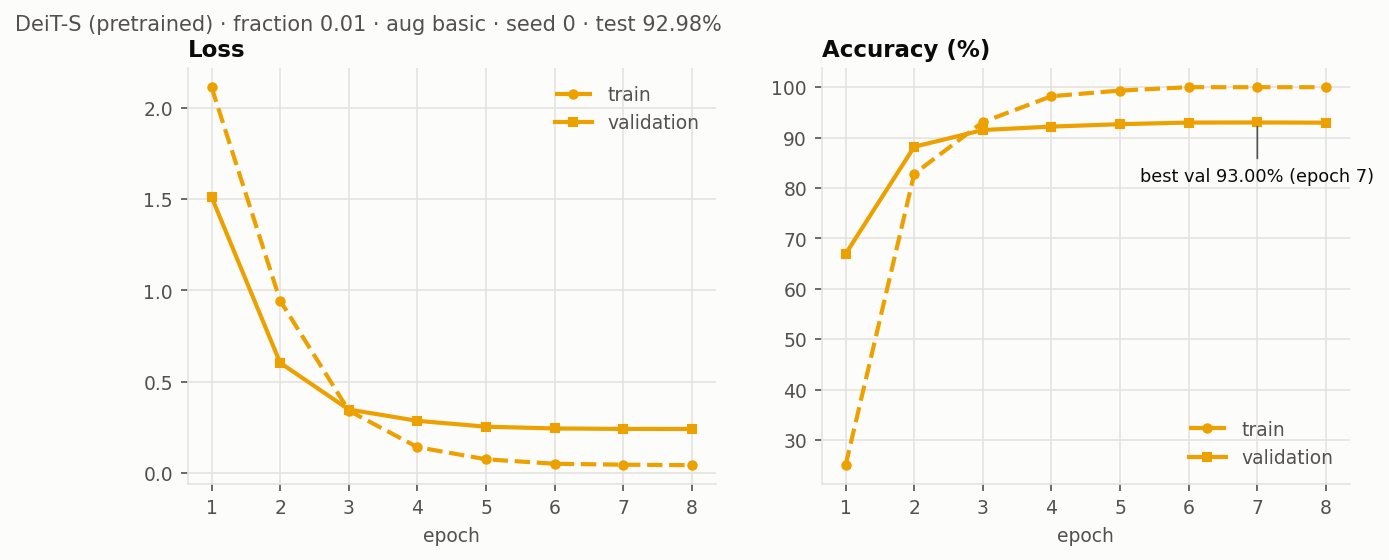 DeiT-S (pretrained) · fraction 0.01 · aug basic · seed 0 · test 92.98%
Loss
2.0
1.5
1.0
0.5
0.0
1 2 3 4 5 6 7 8
epoch
train
validation
Accuracy (%)
100
90
80
70
60
50
40
30
1 2 3 4 5 6 7 8
epoch
best val 93.00% (epoch 7)
train
validation